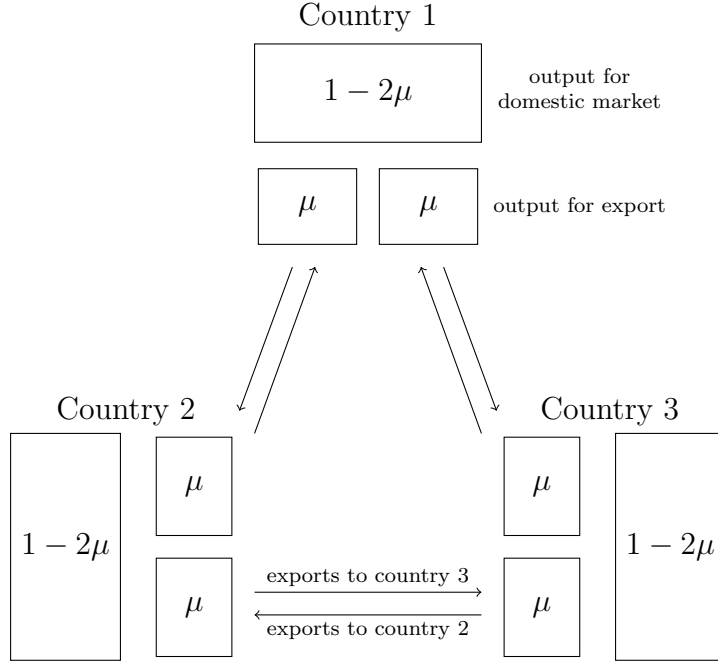 Country 1
1 − 2μ
output for
domestic market
μ
μ
output for export
Country 2
Country 3
1 − 2μ
μ
μ
exports to country 3
exports to country 2
μ
μ
1 − 2μ